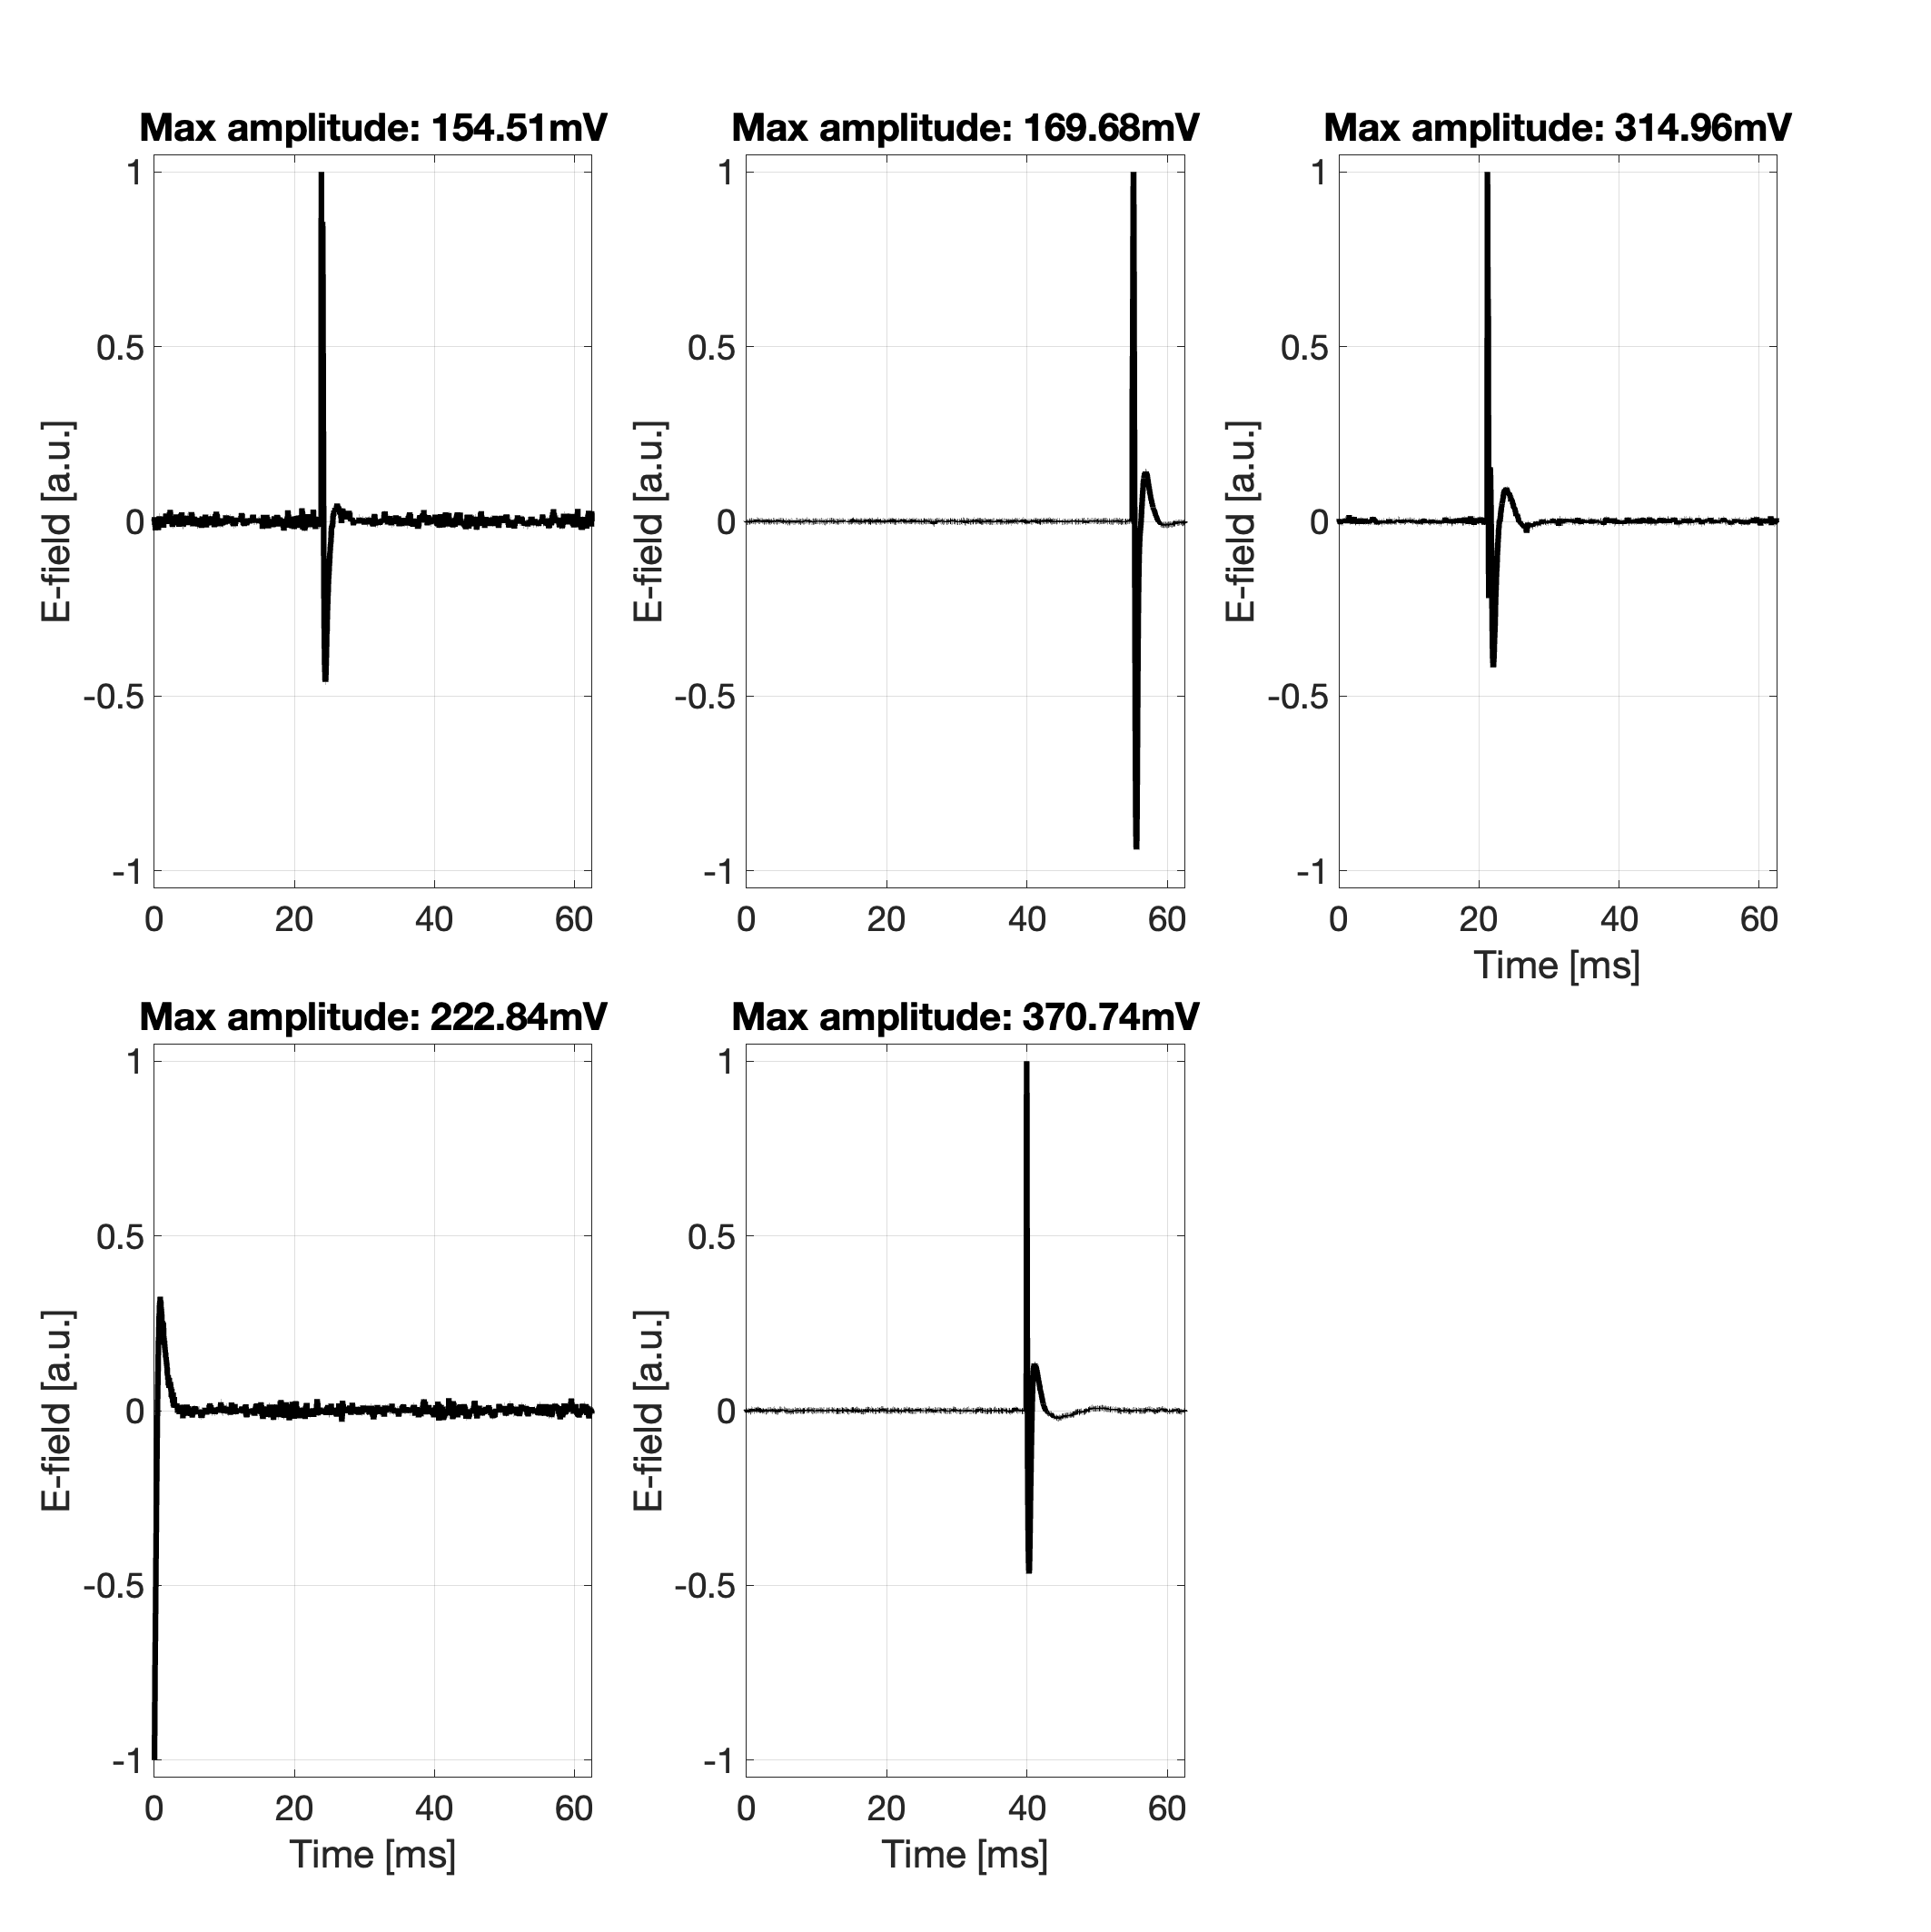 Max amplitude: 154.51mV
1
0.5
0
-0.5
-1
E-field [a.u.]
0 20 40 60
Max amplitude: 169.68mV
1
0.5
0
-0.5
-1
E-field [a.u.]
0 20 40 60
Max amplitude: 314.96mV
1
0.5
0
-0.5
-1
E-field [a.u.]
0 20 40 60
Time [ms]
Max amplitude: 222.84mV
1
0.5
0
-0.5
-1
E-field [a.u.]
0 20 40 60
Time [ms]
Max amplitude: 370.74mV
1
0.5
0
-0.5
-1
E-field [a.u.]
0 20 40 60
Time [ms]